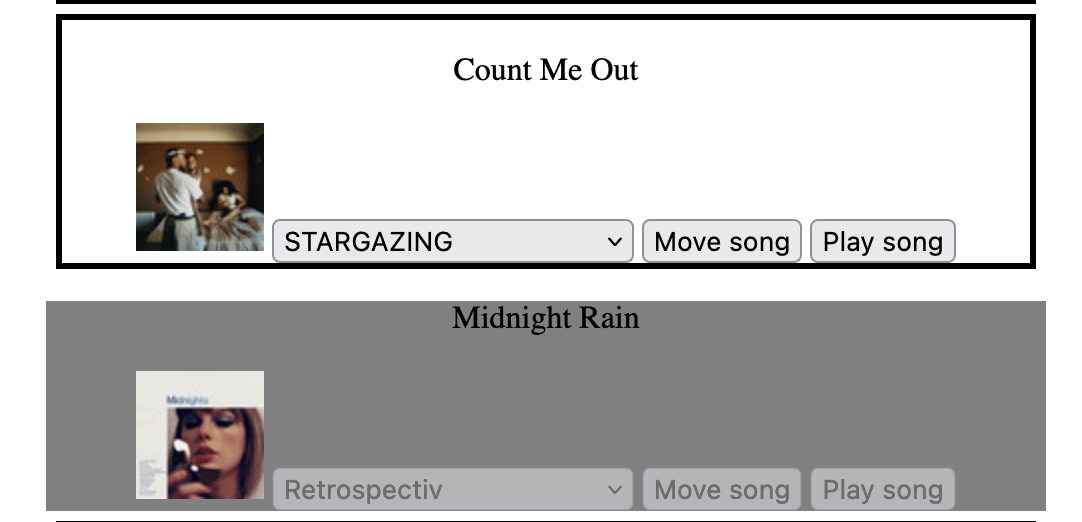 Count Me Out
STARGAZING
Move song
Play song
Midnight Rain
Midnights
Retrospectiv
Move song
Play song